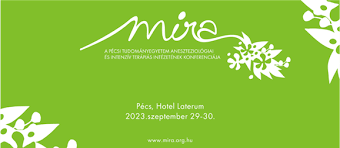 mira
A PÉCSI TUDOMÁNYEGYETEM ANESZTEZIOLÓGIAI
ÉS INTENZÍV TERÁPIÁS INTÉZETÉNEK KONFERENCIÁJA
Pécs, Hotel Laterum
2023.szeptember 29-30.
www.mira.org.hu